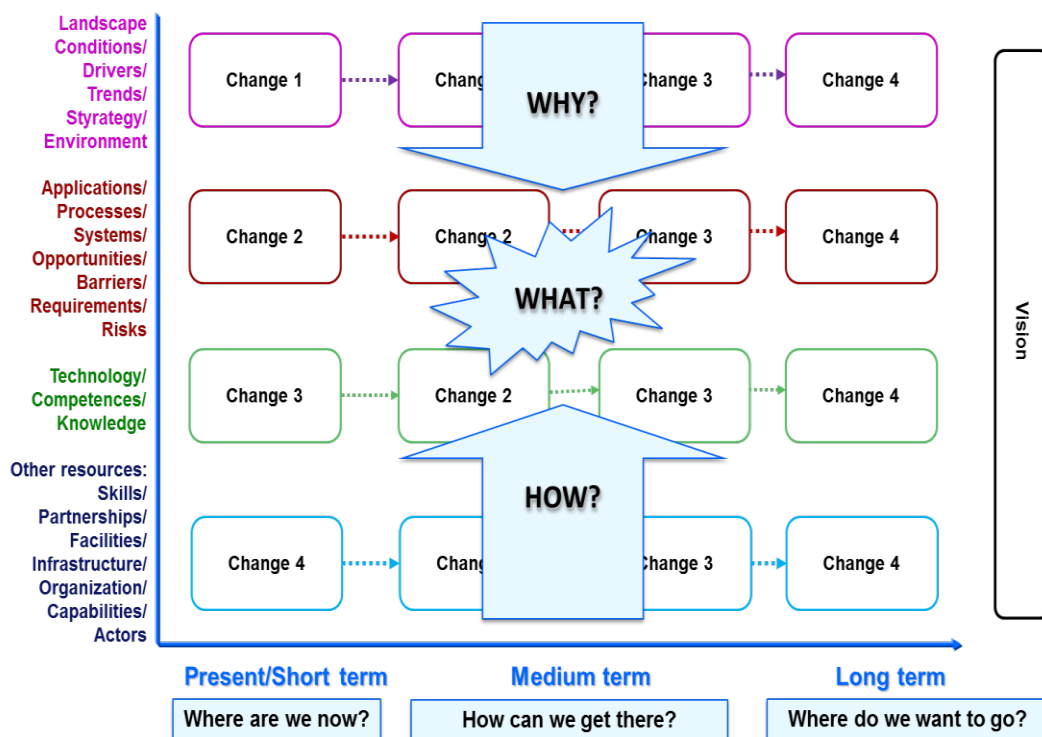 Landscape
Conditions/
Drivers/
Trends/
Styrategy/
Environment
Change 1
Chang
Change 3
Change 4
WHY?
Applications/
Processes/
Systems/
Opportunities/
Barriers/
Requirements/
Risks
Change 2
Change 2
Change 3
Change 4
WHAT?
Technology/
Competences/
Knowledge
Change 3
Change 2
Change 3
Change 4
Other resources:
Skills/
Partnerships/
Facilities/
Infrastructure/
Organization/
Capabilities/
Actors
HOW?
Change 4
Chang
Change 3
Change 4
Vision
Present/Short term
Medium term
Long term
Where are we now?
How can we get there?
Where do we want to go?